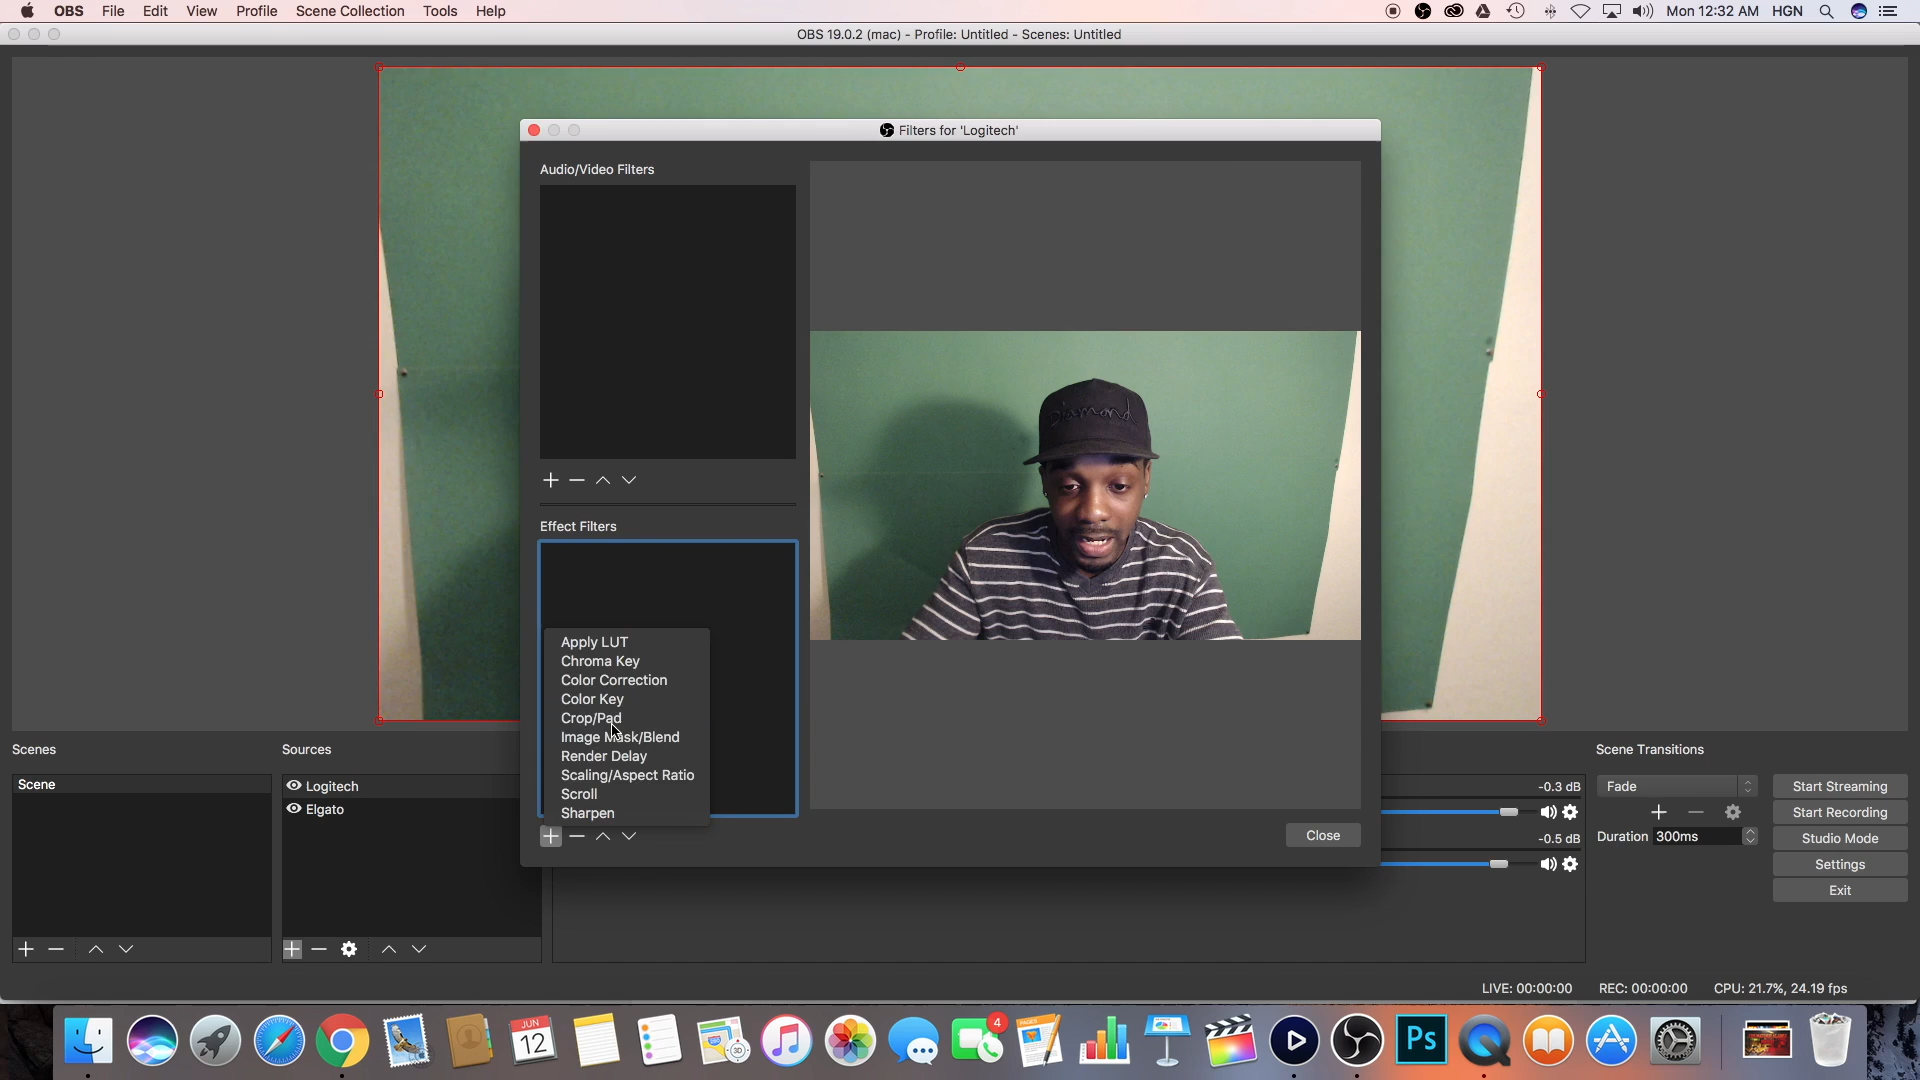 OBS File Edit View Profile Scene Collection Tools Help Mon 12:32 AM HGN
OBS 19.0.2 (mac) - Profile: Untitled - Scenes: Untitled
Filters for 'Logitech'
Audio/Video Filters
Diamond
Effect Filters
Apply LUT
Chroma Key
Color Correction
Color Key
Crop/Pad
Image Mask/Blend
Render Delay
Scaling/Aspect Ratio
Scroll
Sharpen
Close
Scenes
Scene
Sources
Logitech
Elgato
-0.3 dB
-0.5 dB
Scene Transitions
Fade
Duration 300ms
Start Streaming
Start Recording
Studio Mode
Settings
Exit
LIVE: 00:00:00 REC: 00:00:00 CPU: 21.7%, 24.19 fps
JUN
12
3D
4
PAGES
Ps